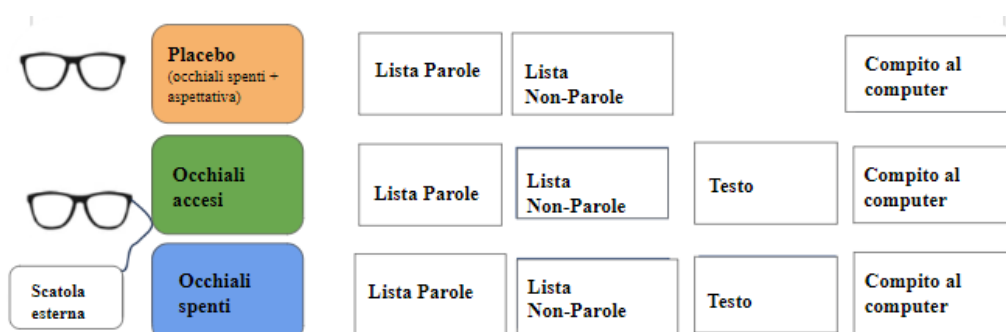 Placebo
(occhiali spenti +
aspettativa)
Lista Parole
Lista
Non-Parole
Compito al
computer
Occhiali
accesi
Lista Parole
Lista
Non-Parole
Testo
Compito al
computer
Scatola
esterna
Occhiali
spenti
Lista Parole
Lista
Non-Parole
Testo
Compito al
computer